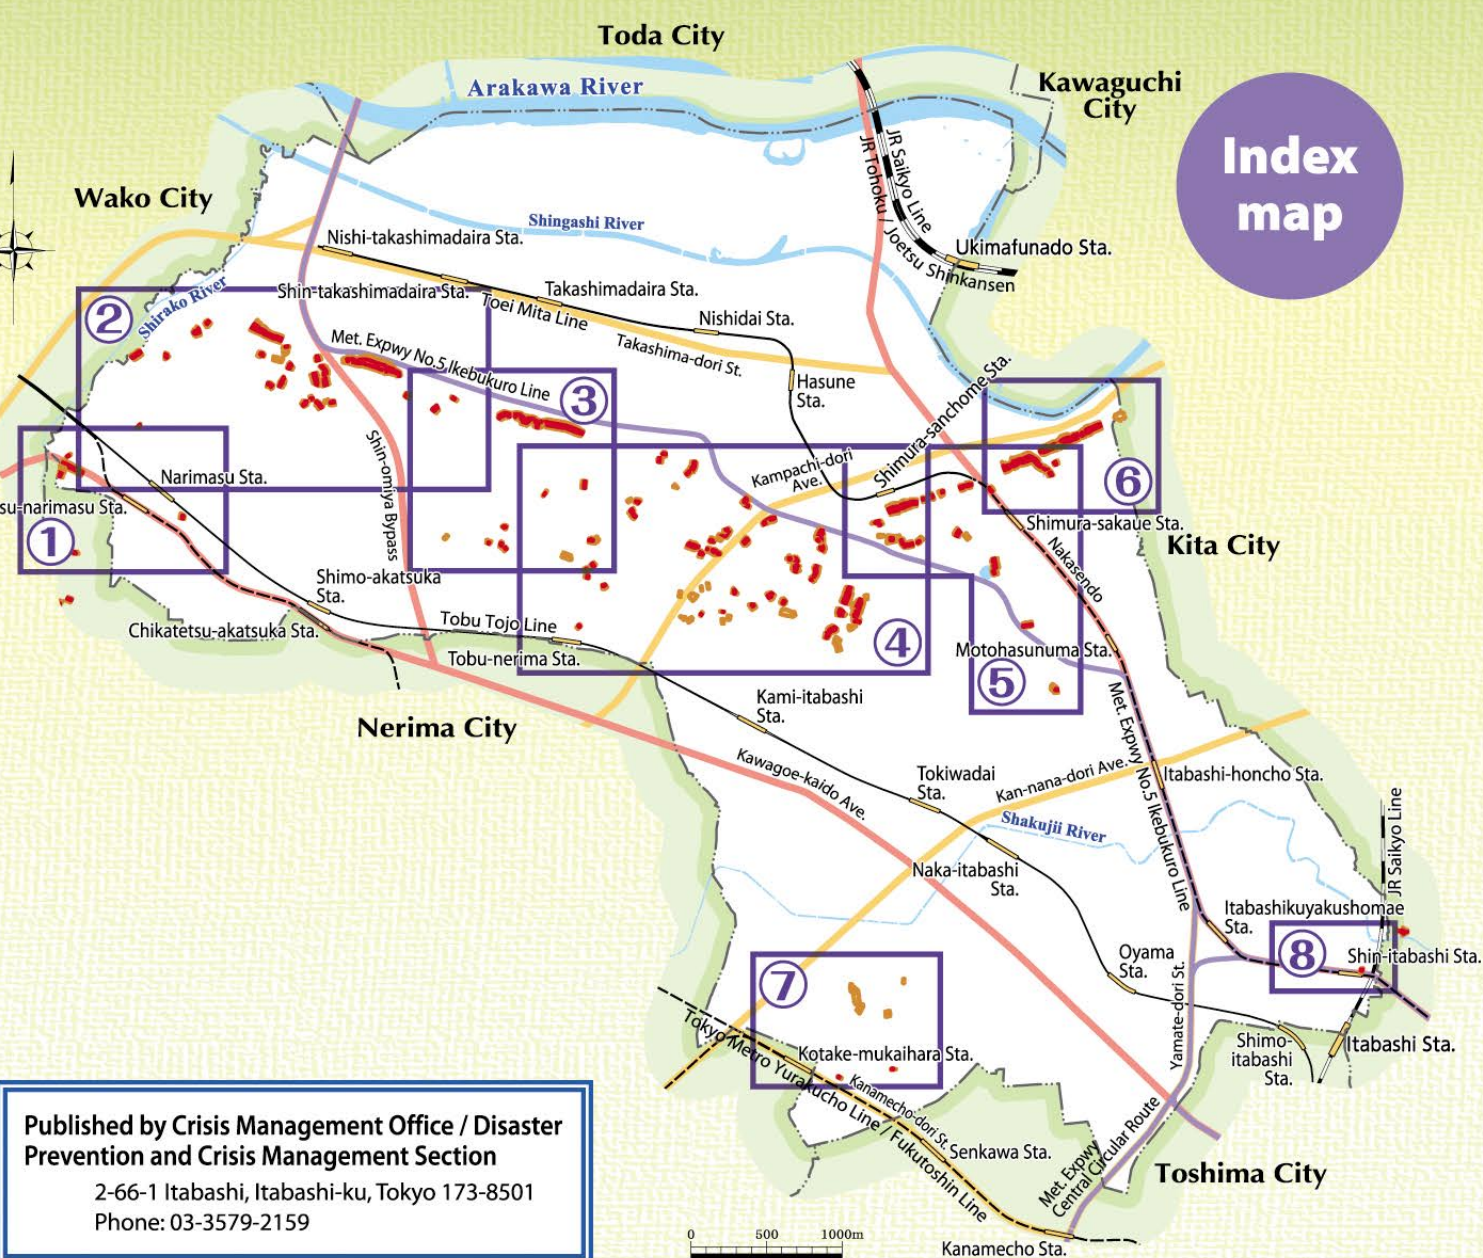 Toda City
Kawaguchi
City
Arakawa River
Index
map
JR Saikyo Line
JR Tohoku / Joetsu Shinkansen
Wako City
Shingashi River
Nishi-takashimadaira Sta.
Ukimafunado Sta.
Shirako River
Shin-takashimadaira Sta.
Takashimadaira Sta.
Toei Mita Line
Nishidai Sta.
2
Met. Expwy No.5 Ikebukuro Line
Takashima-dori St.
Hasune
Sta.
Shimura-sanchome Sta.
3
Shin-omiya Bypass
Kampachi-dori
Ave.
Narimasu Sta.
6
su-narimasu Sta.
1
Shimura-sakaue Sta.
Kita City
Nakasendo
Shimo-akatsuka
Sta.
Chikatetsu-akatsuka Sta.
Tobu Tojo Line
Tobu-nerima Sta.
4
Motohasunuma Sta.
5
Nerima City
Kami-itabashi
Sta.
Met. Expwy No.5 Ikebukuro Line
Kawagoe-kaido Ave.
Tokiwadai
Sta.
Kan-nana-dori Ave.
Itabashi-honcho Sta.
Shakujii River
JR Saikyo Line
Naka-itabashi
Sta.
Itabashikuyakushomae
Sta.
8
Shin-itabashi Sta.
Oyama
Sta.
7
Yamate-dori St.
Tokyo Metro Yurakucho Line / Fukutoshin Line
Kotake-mukaihara Sta.
Shimo-
itabashi
Sta.
Itabashi Sta.
Kanamecho-dori St.
Senkawa Sta.
Met. Expwy
Central Circular Route
Toshima City
Kanamecho Sta.
0 500 1000m
Published by Crisis Management Office / Disaster
Prevention and Crisis Management Section
2-66-1 Itabashi, Itabashi-ku, Tokyo 173-8501
Phone: 03-3579-2159